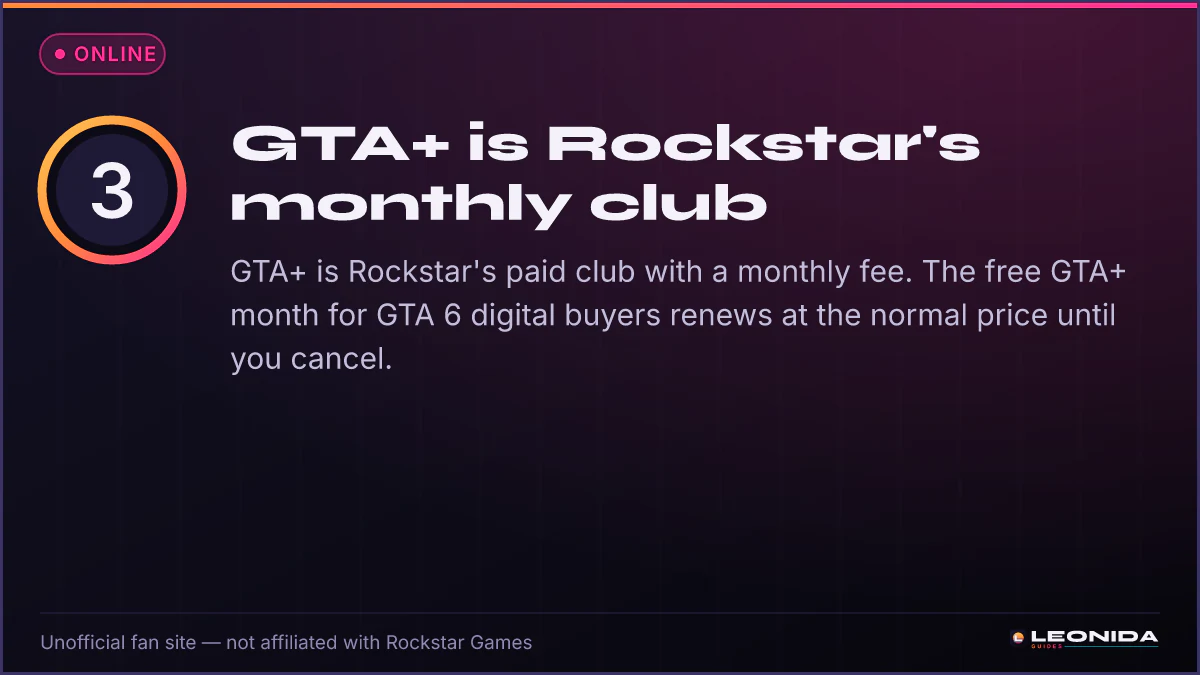 ONLINE
3
GTA+ is Rockstar's
monthly club
GTA+ is Rockstar's paid club with a monthly fee. The free GTA+
month for GTA 6 digital buyers renews at the normal price until
you cancel.
Unofficial fan site — not affiliated with Rockstar Games
LEONIDA
GUIDES